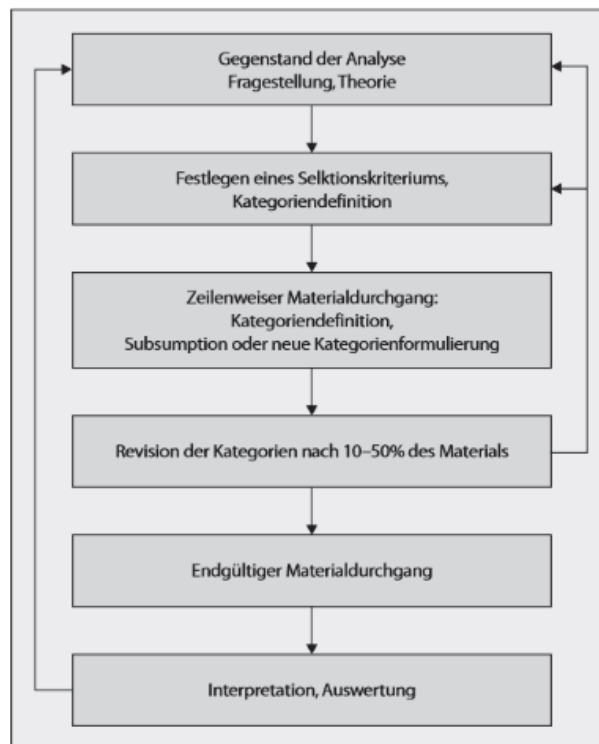 Gegenstand der Analyse
Fragestellung, Theorie
Festlegen eines Selktionskriteriums,
Kategoriendefinition
Zeilenweiser Materialdurchgang:
Kategoriendefinition,
Subsumption oder neue Kategorienformulierung
Revision der Kategorien nach 10–50% des Materials
Endgültiger Materialdurchgang
Interpretation, Auswertung